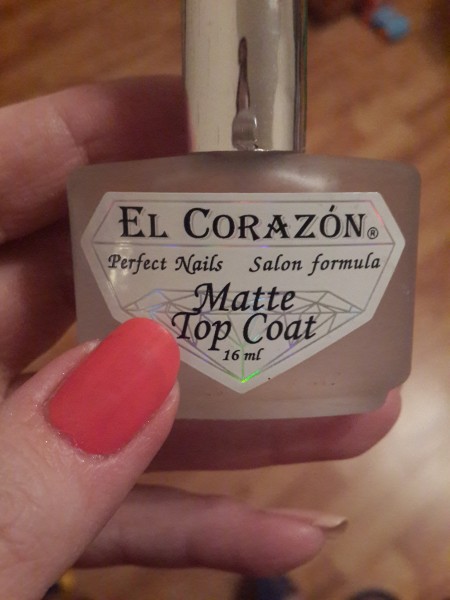 EL CORAZÓN®
Perfect Nails Salon formula
Matte
Top Coat
16 ml